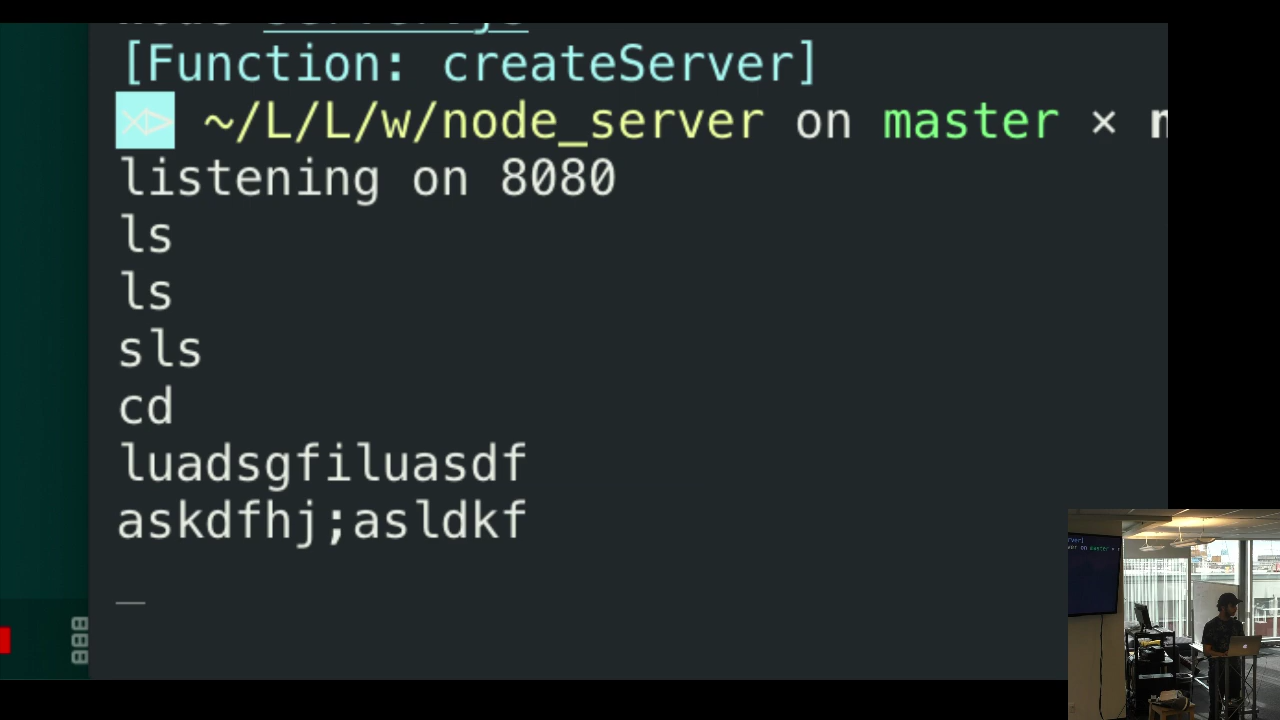 [Function: createServer]
~/L/L/w/node_server on master ×
listening on 8080
ls
ls
sls
cd
luadsgfiluasdf
askdfhj;asldkf
_